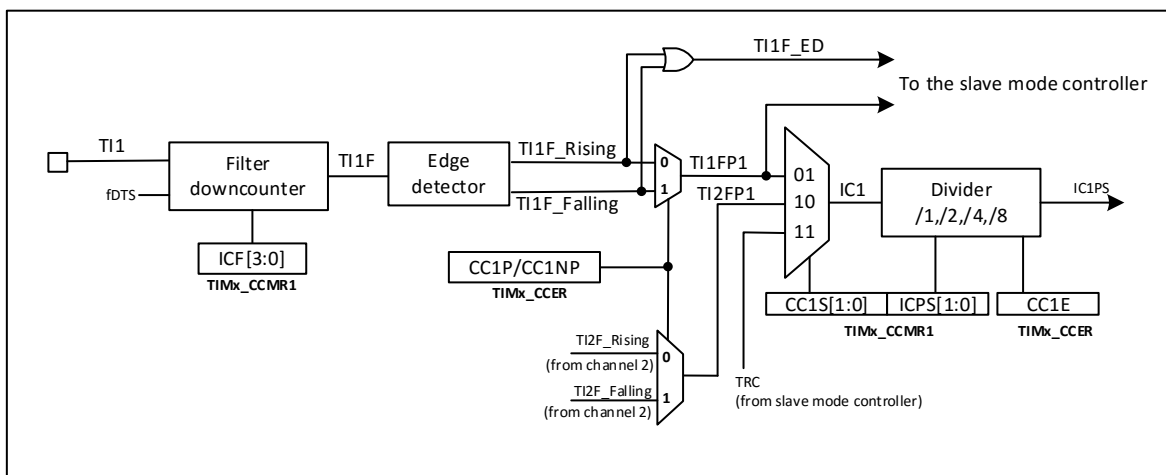 TI1F_ED
To the slave mode controller
TI1
Filter
downcounter
fDTS
TI1F
Edge
detector
TI1F_Rising
TI1F_Falling
0
1
TI1FP1
TI2FP1
01
10
11
IC1
Divider
/1,/2,/4,/8
IC1PS
ICF[3:0]
TIMx_CCMR1
CC1P/CC1NP
TIMx_CCER
CC1S[1:0]
ICPS[1:0]
TIMx_CCMR1
CC1E
TIMx_CCER
TI2F_Rising
(from channel 2)
0
TI2F_Falling
(from channel 2)
1
TRC
(from slave mode controller)